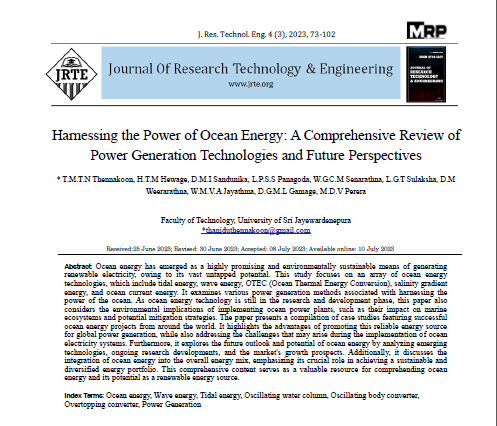 J. Res. Technol. Eng. 4 (3), 2023, 73-102
MRP
JRTE
Journal Of Research Technology & Engineering
www.jrte.org
JOURNAL OF
RESEARCH
TECHNOLOGY
& ENGINEERING
Harnessing the Power of Ocean Energy: A Comprehensive Review of
Power Generation Technologies and Future Perspectives
* T.M.T.N Thennakoon, H.T.M Hewage, D.M.I Sandunika, L.P.S.S Panagoda, W.G.C.M Senarathna, L.G.T Sulaksha, D.M
Weerarathna, W.M.V.A Jayathma, D.G.M.L Gamage, M.D.V Perera
Faculty of Technology, University of Sri Jayewardenepura
*thaniduthennakoon@gmail.com
Received:25 June 2023; Revised: 30 June 2023; Accepted: 08 July 2023; Available online: 10 July 2023
Abstract: Ocean energy has emerged as a highly promising and environmentally sustainable means of generating
renewable electricity, owing to its vast untapped potential. This study focuses on an array of ocean energy
technologies, which include tidal energy, wave energy, OTEC (Ocean Thermal Energy Conversion), salinity gradient
energy, and ocean current energy. It examines various power generation methods associated with harnessing the
power of the ocean. As ocean energy technology is still in the research and development phase, this paper also
considers the environmental implications of implementing ocean power plants, such as their impact on marine
ecosystems and potential mitigation strategies. The paper presents a compilation of case studies featuring successful
ocean energy projects from around the world. It highlights the advantages of promoting this reliable energy source
for global power generation, while also addressing the challenges that may arise during the implementation of ocean
electricity systems. Furthermore, it explores the future outlook and potential of ocean energy by analyzing emerging
technologies, ongoing research developments, and the market's growth prospects. Additionally, it discusses the
integration of ocean energy into the overall energy mix, emphasizing its crucial role in achieving a sustainable and
diversified energy portfolio. This comprehensive content serves as a valuable resource for comprehending ocean
energy and its potential as a renewable energy source.
Index Terms: Ocean energy, Wave energy, Tidal energy, Oscillating water column, Oscillating body converter,
Overtopping converter, Power Generation